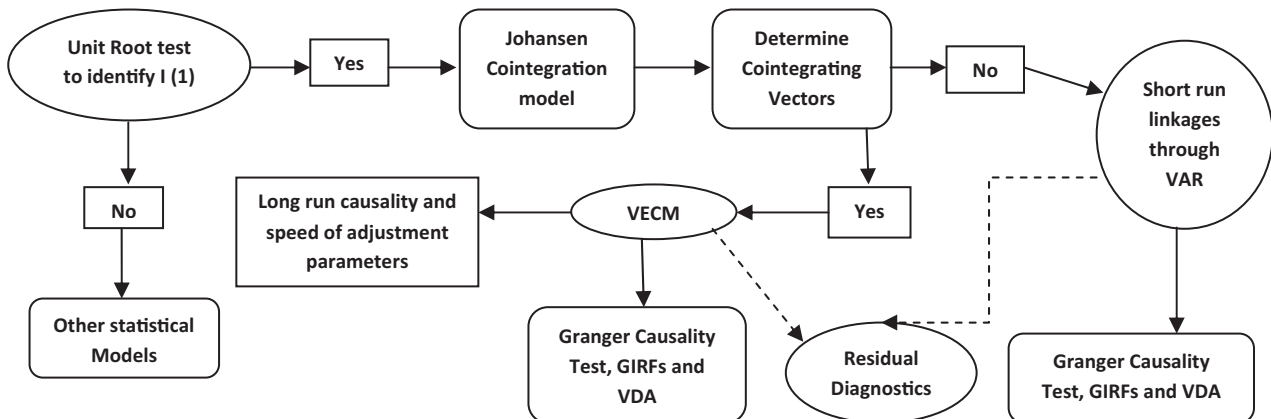 Unit Root test
to identify I (1)
Yes
Johansen
Cointegration
model
Determine
Cointegrating
Vectors
No
Short run
linkages
through
VAR
No
Long run causality and
speed of adjustment
parameters
VECM
Yes
Other statistical
Models
Granger Causality
Test, GIRFs and
VDA
Residual
Diagnostics
Granger Causality
Test, GIRFs and VDA